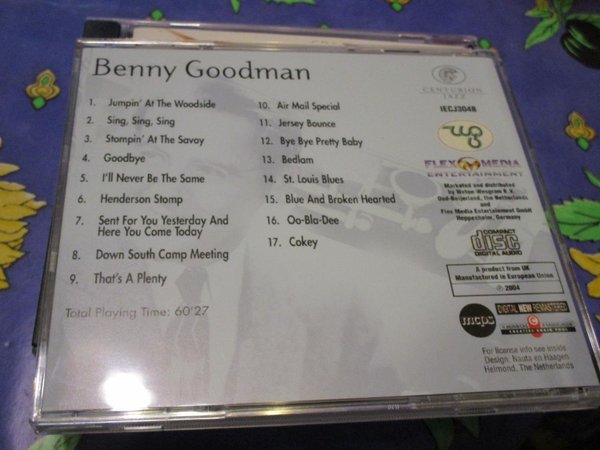 Benny Goodman
1. Jumpin' At The Woodside
2. Sing, Sing, Sing
3. Stompin' At The Savoy
4. Goodbye
5. I'll Never Be The Same
6. Henderson Stomp
7. Sent For You Yesterday And
Here You Come Today
8. Down South Camp Meeting
9. That's A Plenty
Total Playing Time: 60'27
10. Air Mail Special
11. Jersey Bounce
12. Bye Bye Pretty Baby
13. Bedlam
14. St. Louis Blues
15. Blue And Broken Hearted
16. Oo-Bla-Dee
17. Cokey
CENTURION
JAZZ
IECJ3048
FLEX MEDIA
ENTERTAINMENT
Marketed and distributed
by Weton Wesgram B.V.
Oud-Beijerland, the Netherlands
and
Flex Media Entertainment GmbH
Heppenheim, Germany
COMPACT
disc
DIGITAL AUDIO
A product from UK
Manufactured in European Union
℗ 2004
mcps
DIGITAL NEW REMASTERED
For license info see inside
Design: Nauta en Haagen
Helmond, The Netherlands